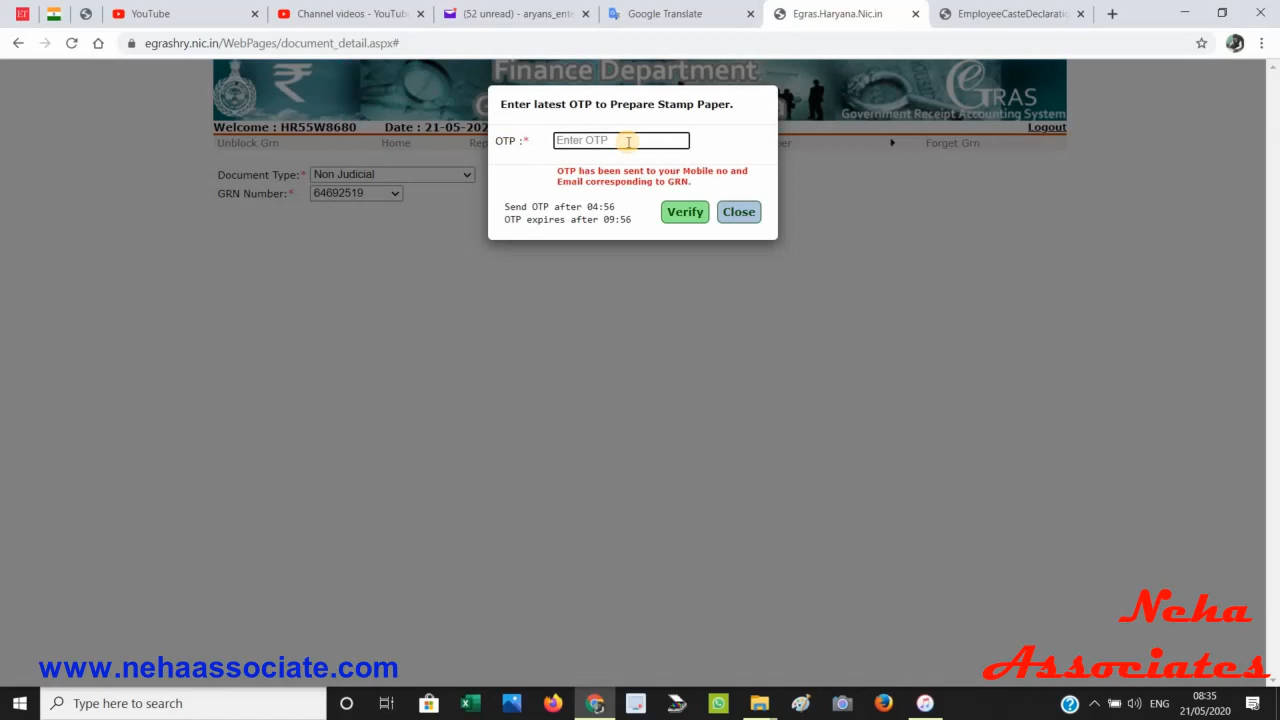 YouTube
Channel videos - YouTube
(52 unread) - aryans_ente
Google Translate
Egras.Haryana.Nic.in
EmployeeCasteDeclaratio
egrashry.nic.in/WebPages/document_detail.aspx#
Finance Department
Government Receipt Accounting System
Enter latest OTP to Prepare Stamp Paper.
Welcome : HR55W8680 Date : 21-05-202
Logout
Unblock Grn Home Rep
Forget Grn
OTP :* Enter OTP
OTP has been sent to your Mobile no and
Email corresponding to GRN.
Document Type:* Non Judicial
GRN Number:* 64692519
Send OTP after 04:56
OTP expires after 09:56
Verify Close
Neha
Associates
www.nehaassociate.com
Type here to search
ENG
08:35
21/05/2020